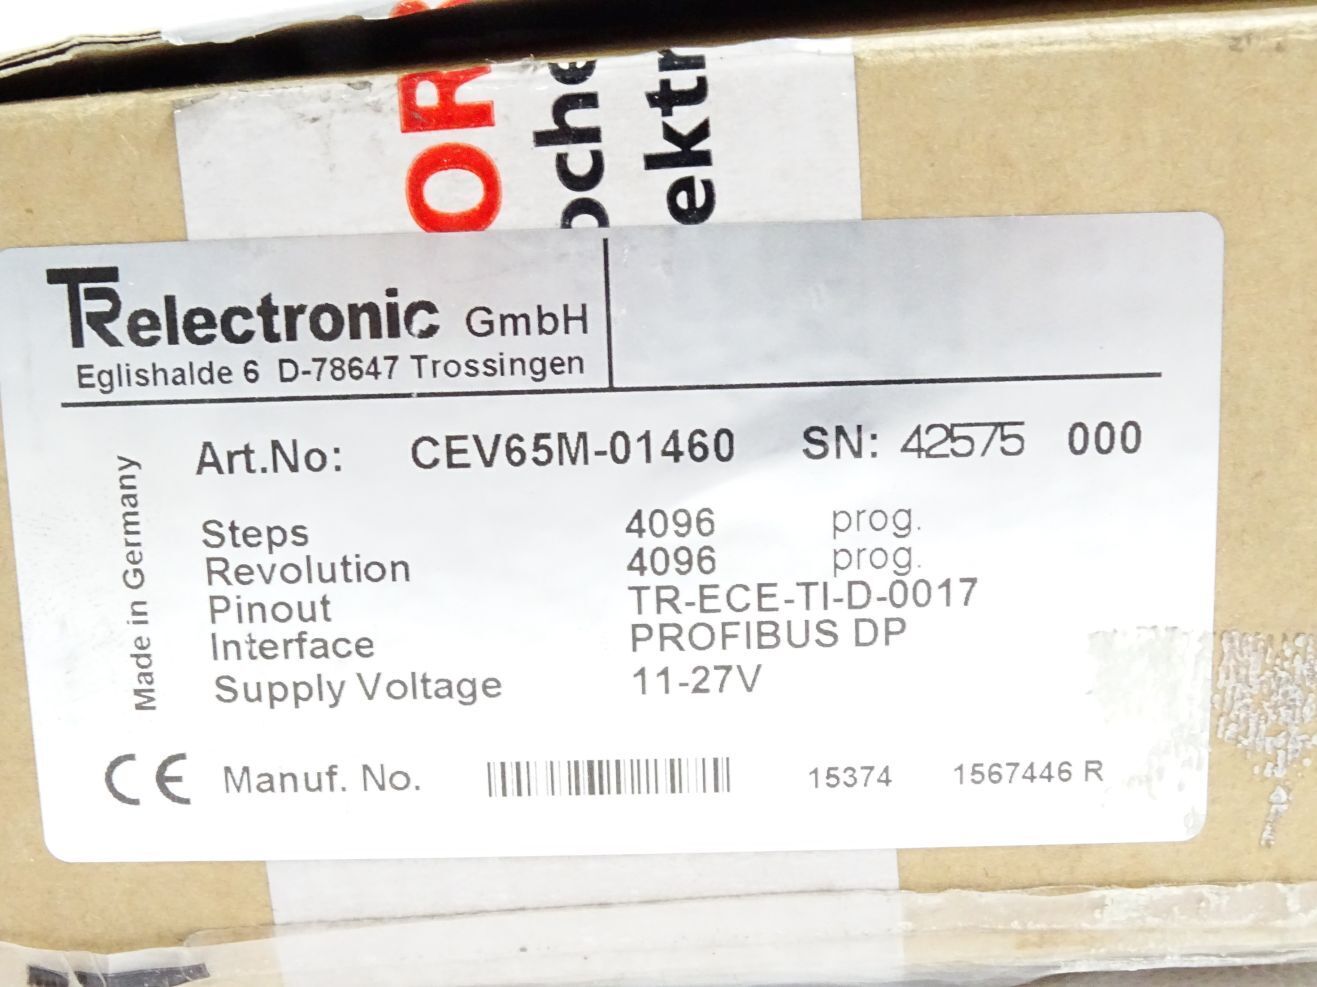 TRelectronic GmbH
Eglishalde 6 D-78647 Trossingen
Art.No: CEV65M-01460 SN: 42575 000
Steps 4096 prog.
Revolution 4096 prog.
Pinout TR-ECE-TI-D-0017
Interface PROFIBUS DP
Supply Voltage 11-27V
Made in Germany
CE Manuf. No. 15374 1567446 R